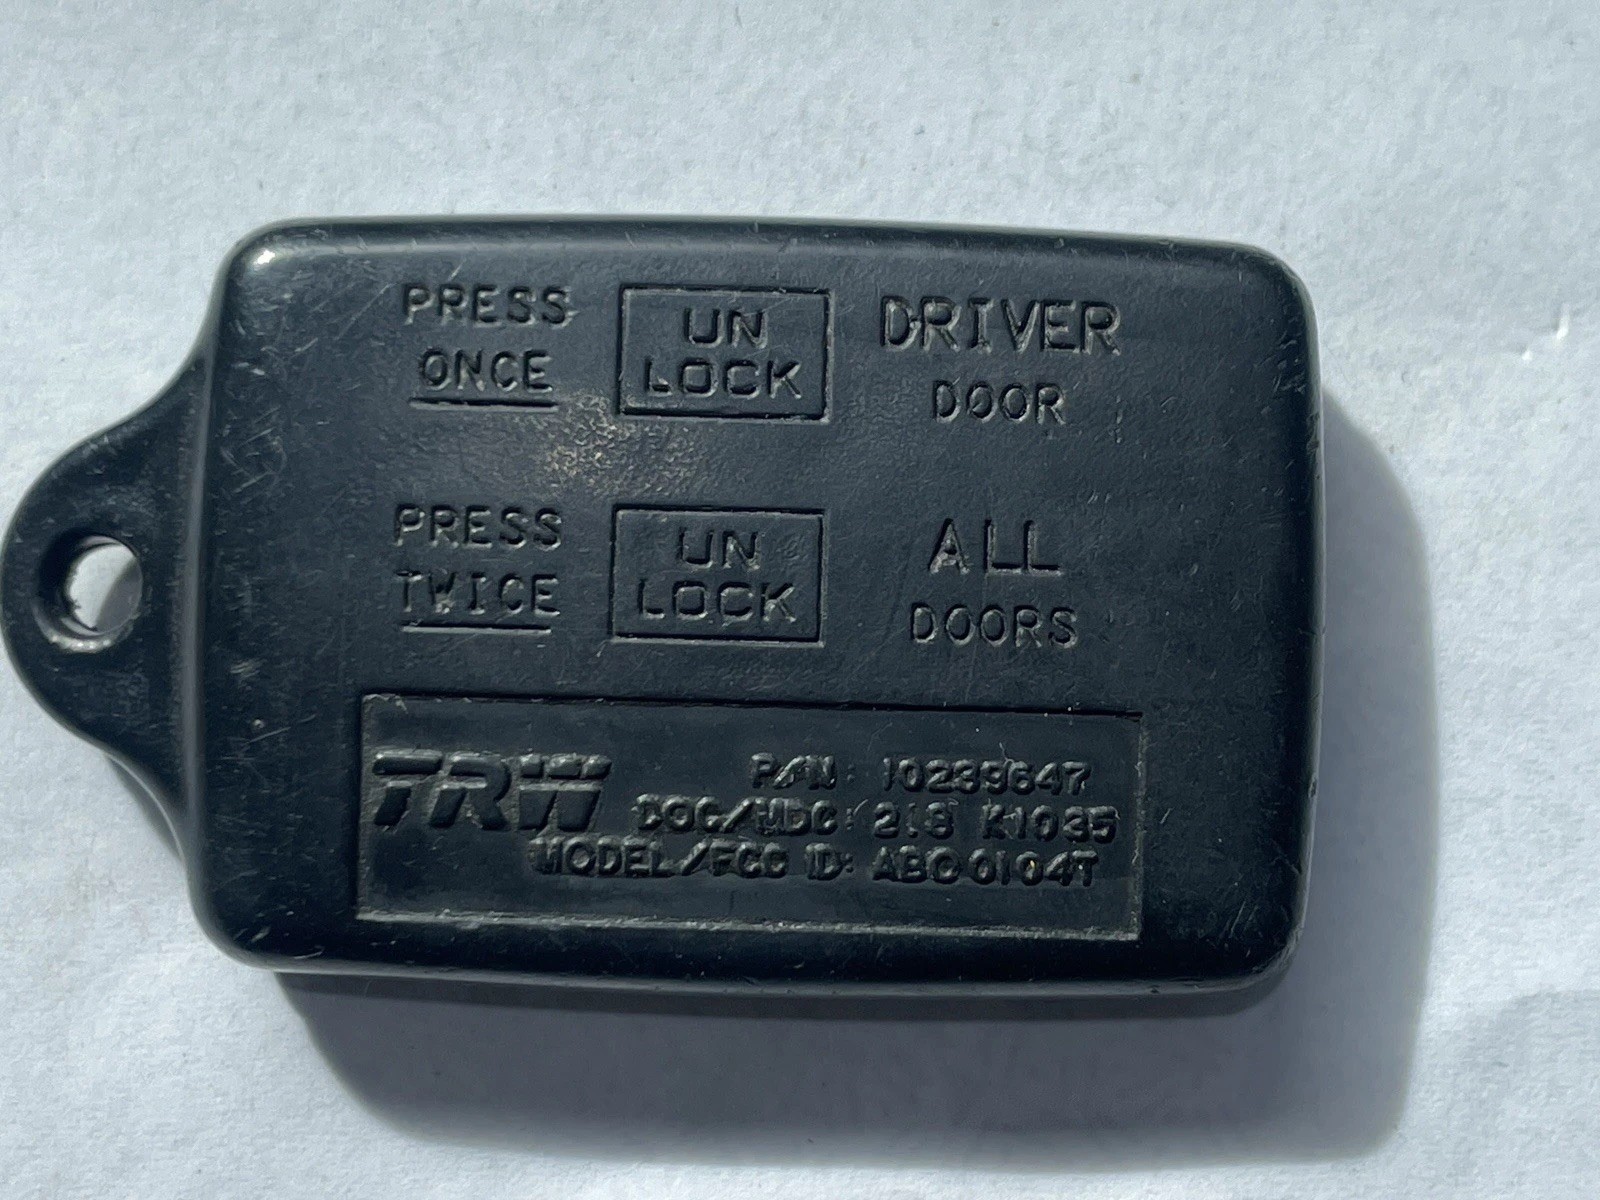 PRESS ONCE UN LOCK DRIVER DOOR
PRESS TWICE UN LOCK ALL DOORS
TRW
P/N: 10239647
DOC/MDC: 218 K1035
MODEL/FCC ID: ABO0104T